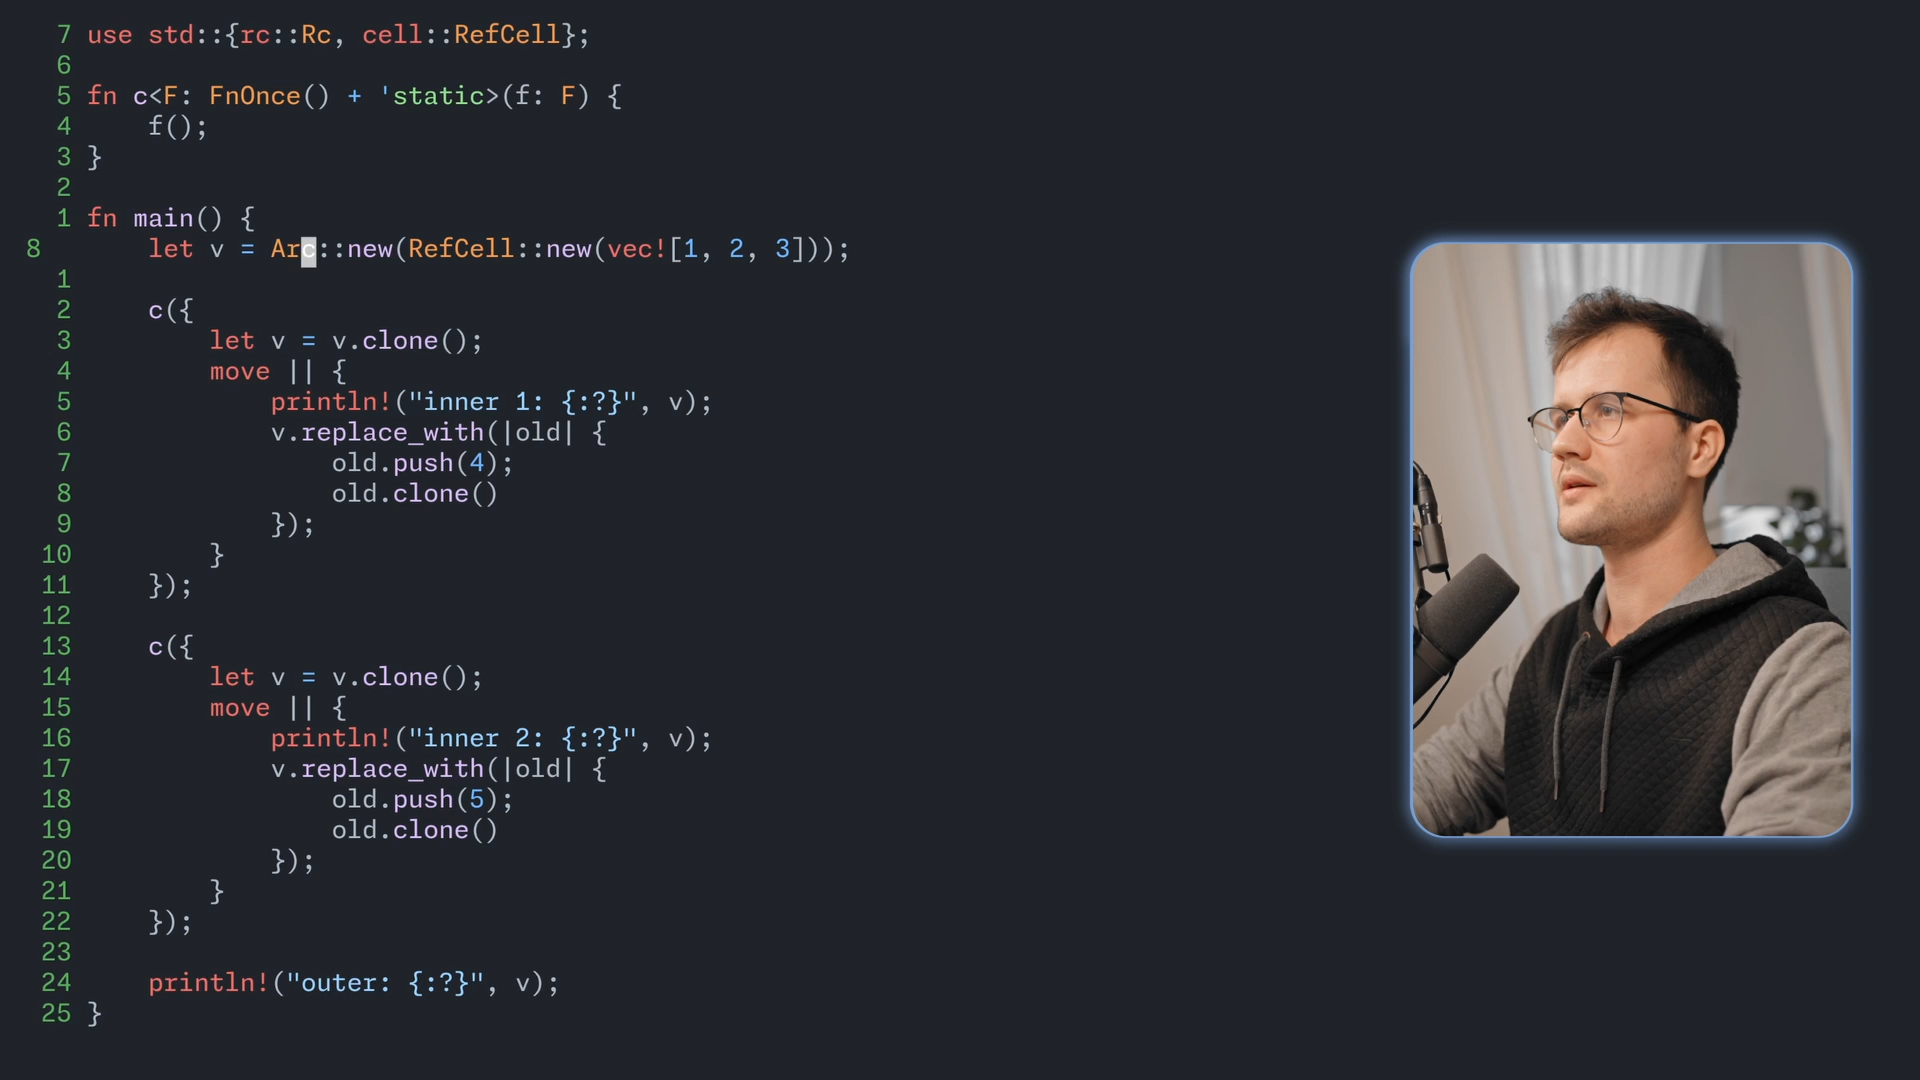 7 use std::{rc::Rc, cell::RefCell};
6
5 fn c<F: FnOnce() + 'static>(f: F) {
4     f();
3 }
2
1 fn main() {
8     let v = Arc::new(RefCell::new(vec![1, 2, 3]));
1
2     c({
3         let v = v.clone();
4         move || {
5             println!("inner 1: {:?}", v);
6             v.replace_with(|old| {
7                 old.push(4);
8                 old.clone()
9             });
10         }
11     });
12
13     c({
14         let v = v.clone();
15         move || {
16             println!("inner 2: {:?}", v);
17             v.replace_with(|old| {
18                 old.push(5);
19                 old.clone()
20             });
21         }
22     });
23
24     println!("outer: {:?}", v);
25 }